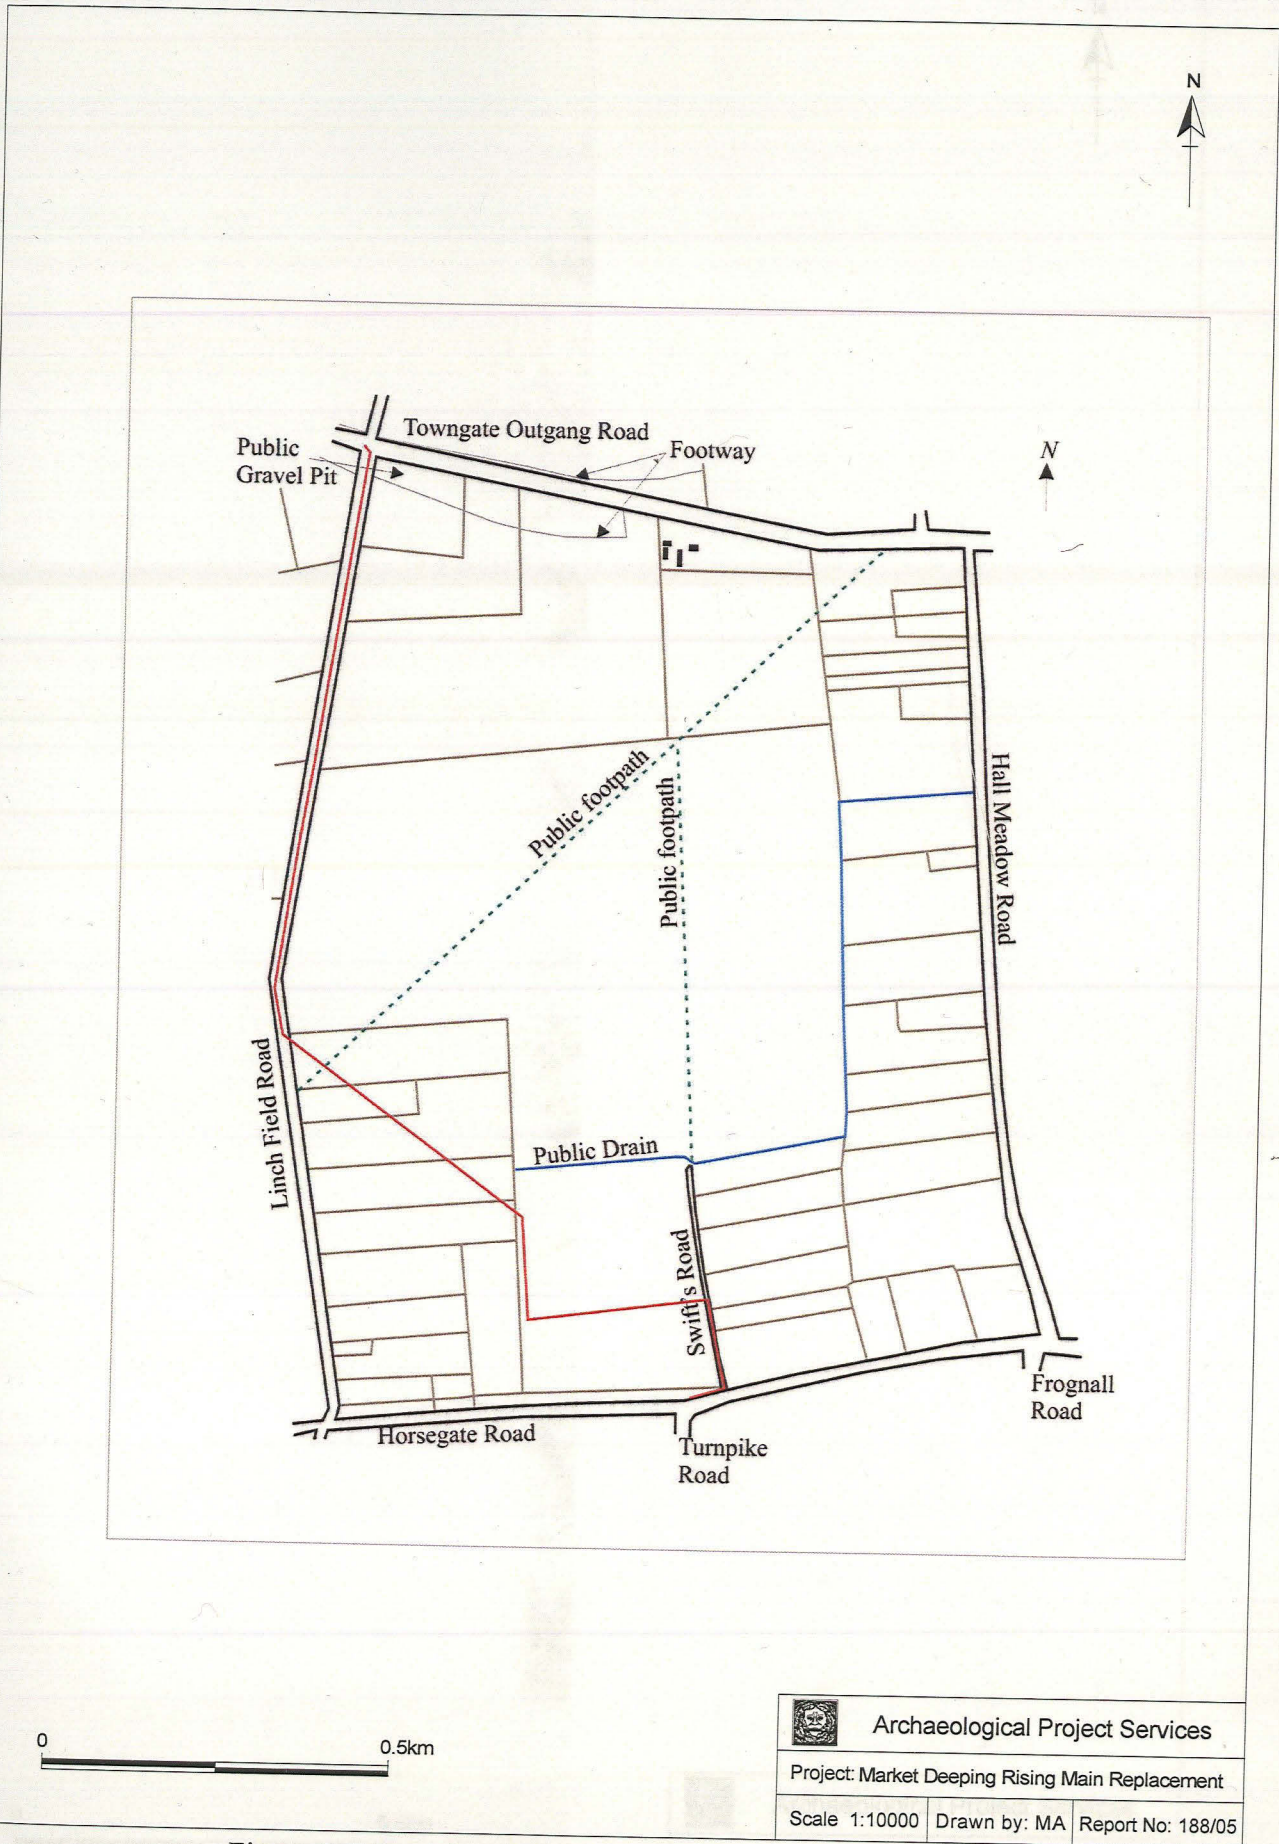 N
Towngate Outgang Road
Public
Gravel Pit
Footway
N
Public footpath
Public footpath
Hall Meadow Road
Linch Field Road
Public Drain
Swift's Road
Frognall
Road
Horsegate Road
Turnpike
Road
0
0.5km
Archaeological Project Services
Project: Market Deeping Rising Main Replacement
Scale 1:10000
Drawn by: MA
Report No: 188/05